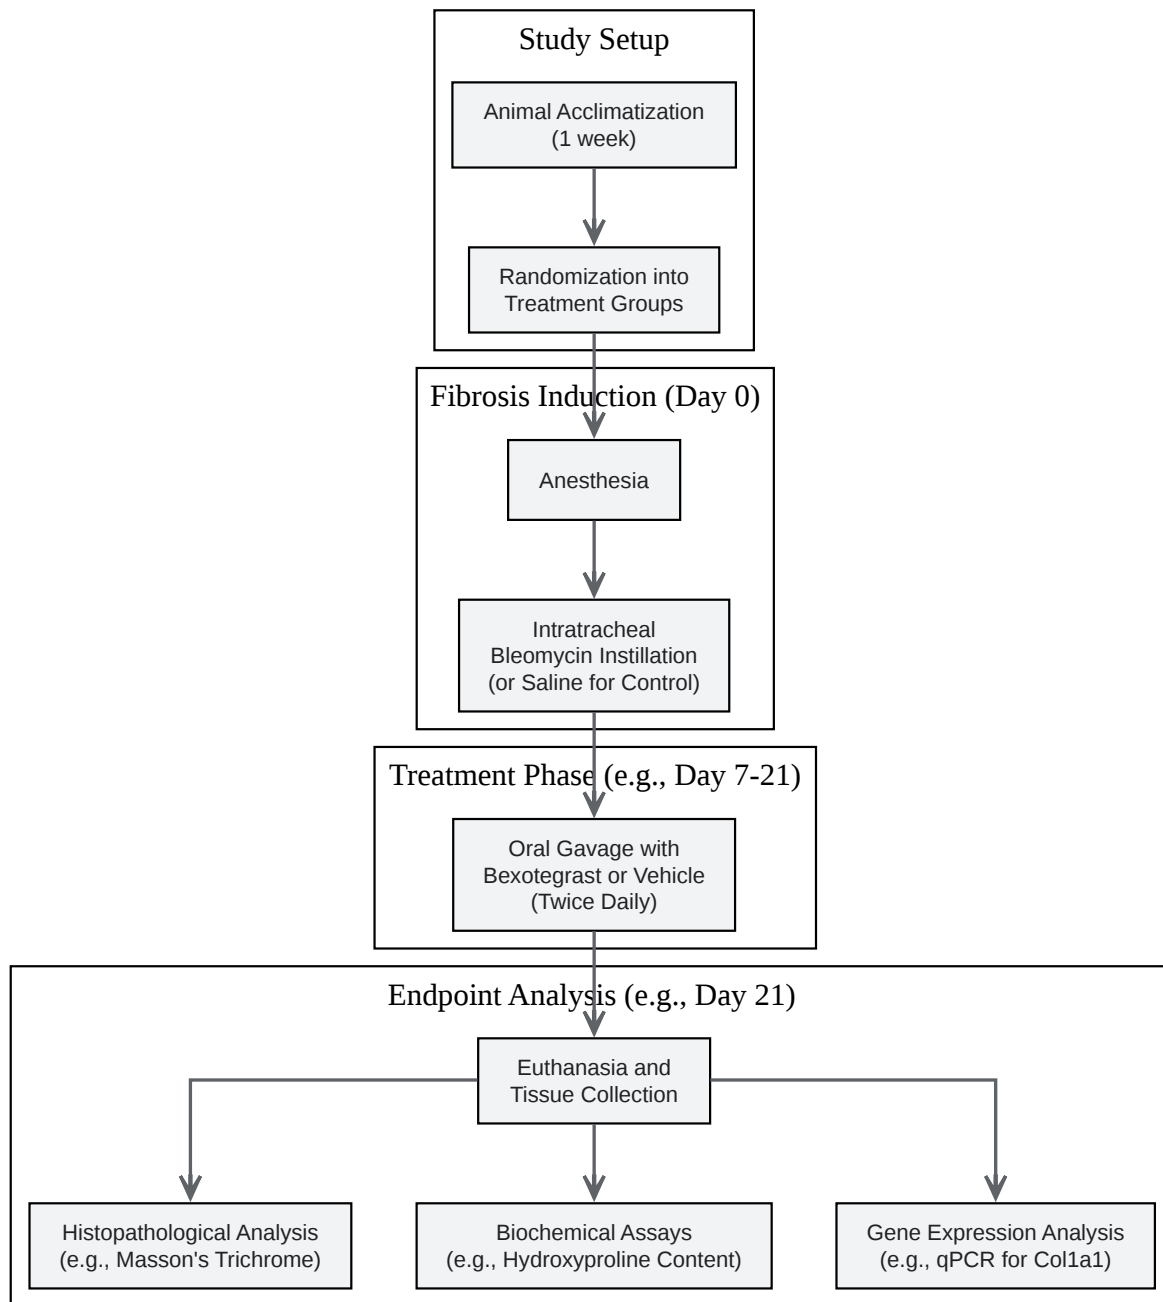 Study Setup
Animal Acclimatization
(1 week)
Randomization into
Treatment Groups
Fibrosis Induction (Day 0)
Anesthesia
Intratracheal
Bleomycin Instillation
(or Saline for Control)
Treatment Phase (e.g., Day 7-21)
Oral Gavage with
Bexotegrast or Vehicle
(Twice Daily)
Endpoint Analysis (e.g., Day 21)
Euthanasia and
Tissue Collection
Histopathological Analysis
(e.g., Masson's Trichrome)
Biochemical Assays
(e.g., Hydroxyproline Content)
Gene Expression Analysis
(e.g., qPCR for Col1a1)